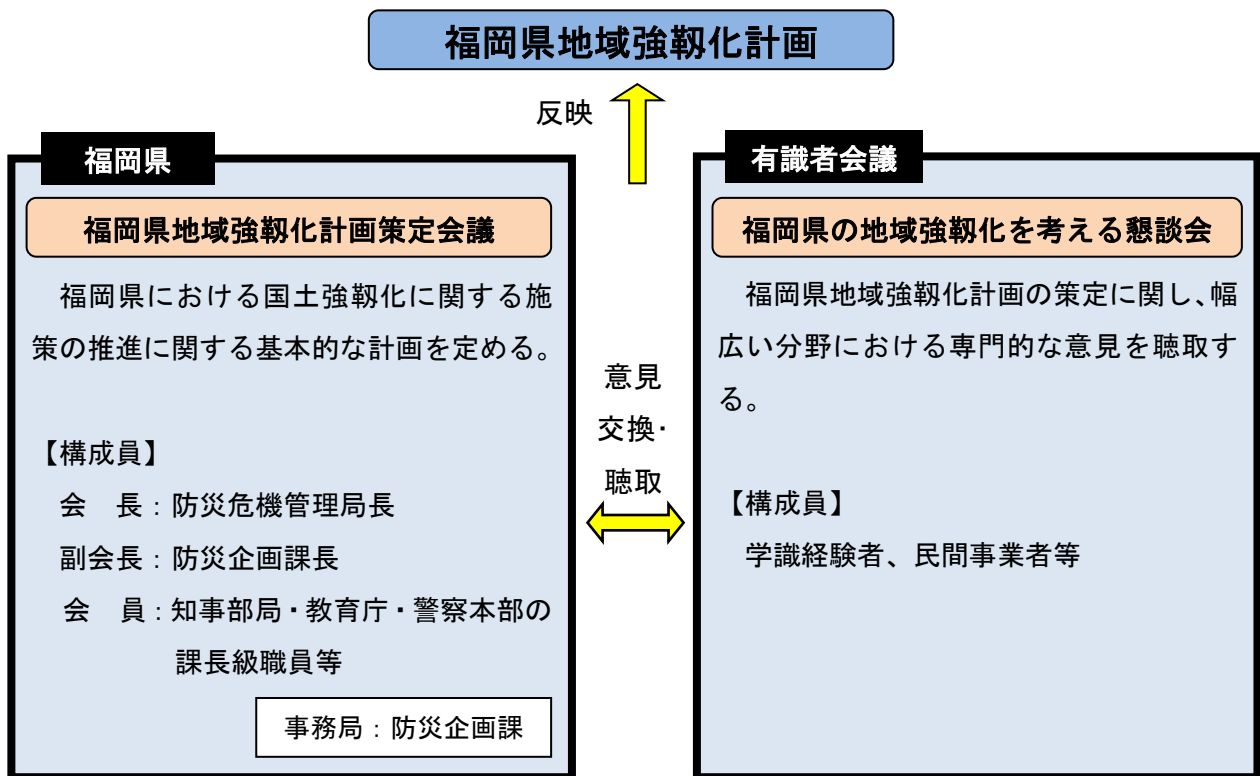 福岡県地域強靱化計画
反映
福岡県
福岡県地域強靱化計画策定会議
福岡県における国土強靱化に関する施
策の推進に関する基本的な計画を定める。
【構成員】
会　長：防災危機管理局長
副会長：防災企画課長
会　員：知事部局・教育庁・警察本部の
課長級職員等
事務局：防災企画課
意見
交換・
聴取
有識者会議
福岡県の地域強靱化を考える懇談会
福岡県地域強靱化計画の策定に関し、幅
広い分野における専門的な意見を聴取す
る。
【構成員】
学識経験者、民間事業者等